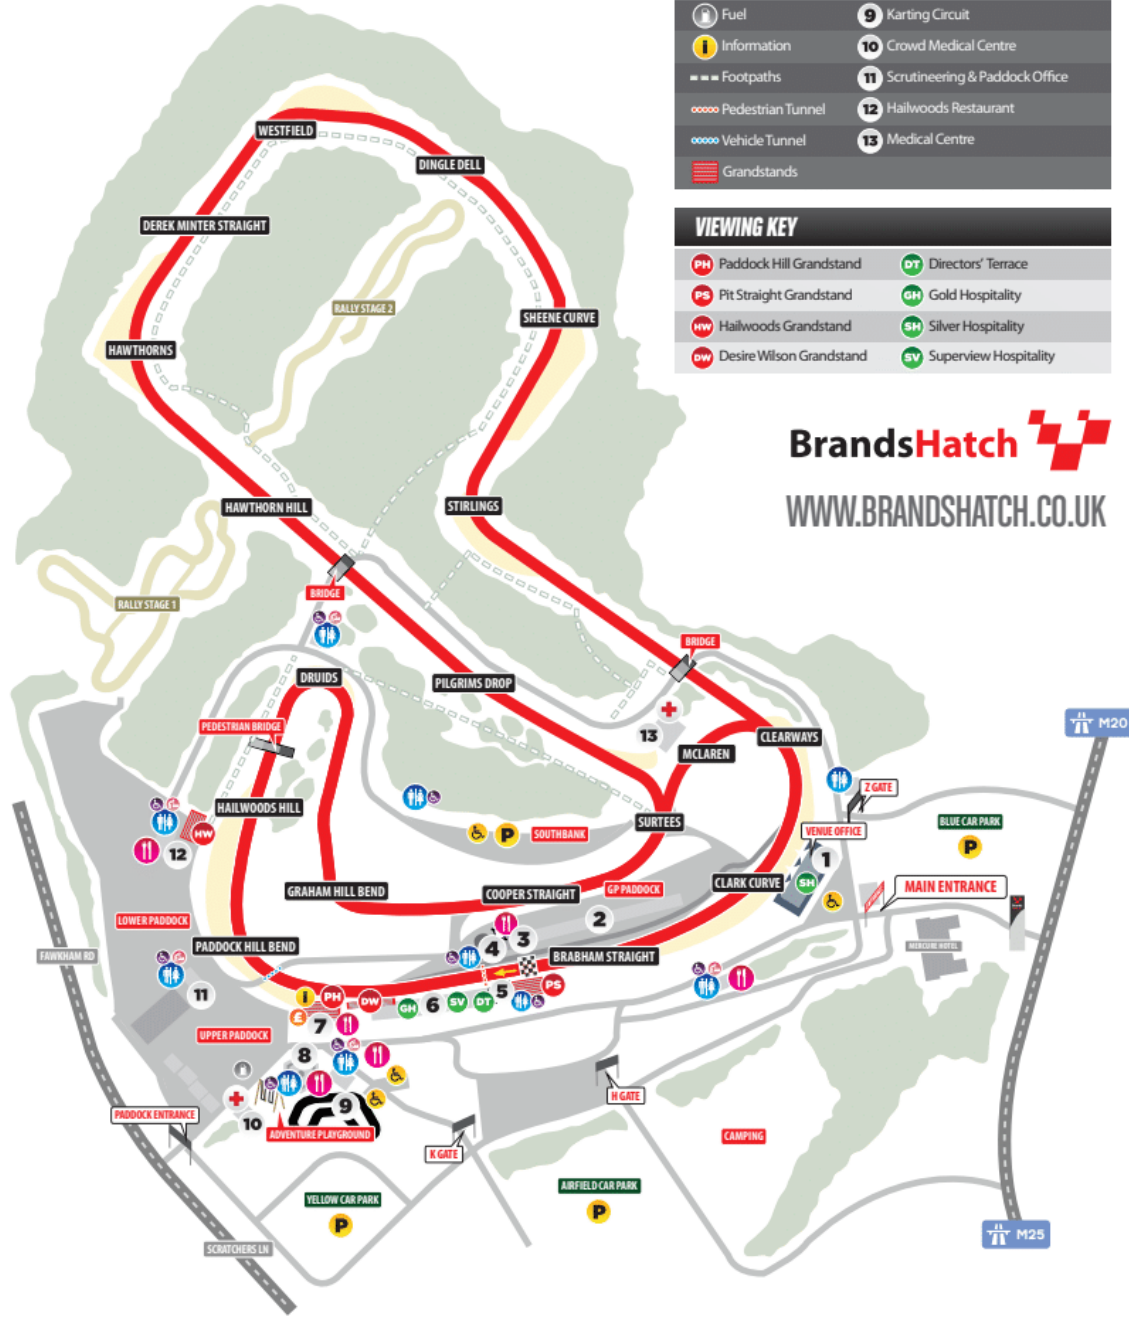 Fuel
9 Karting Circuit
i Information
10 Crowd Medical Centre
Footpaths
11 Scrutineering & Paddock Office
Pedestrian Tunnel
12 Hailwoods Restaurant
Vehicle Tunnel
13 Medical Centre
Grandstands
VIEWING KEY
PH Paddock Hill Grandstand
DT Directors' Terrace
PS Pit Straight Grandstand
GH Gold Hospitality
HW Hailwoods Grandstand
SH Silver Hospitality
DW Desire Wilson Grandstand
SV Superview Hospitality
BrandsHatch
WWW.BRANDSHATCH.CO.UK
WESTFIELD
DINGLE DELL
DEREK MINTER STRAIGHT
RALLY STAGE 2
SHEENE CURVE
HAWTHORNS
HAWTHORN HILL
STIRLINGS
BRIDGE
RALLY STAGE 1
BRIDGE
DRUIDS
PILGRIMS DROP
13
CLEARWAYS
M20
PEDESTRIAN BRIDGE
MCLAREN
Z GATE
HAILWOODS HILL
SURTEES
VENUE OFFICE
BLUE CAR PARK
P
HW
12
P
SOUTHBANK
1
SH
GRAHAM HILL BEND
COOPER STRAIGHT
GP PADDOCK
CLARK CURVE
MAIN ENTRANCE
LOWER PADDOCK
2
3
4
PADDOCK HILL BEND
BRABHAM STRAIGHT
MERCURE HOTEL
FAWKHAM RD
11
i
PH
DW
GH
6
SV
DT
5
PS
£
7
UPPER PADDOCK
8
9
10
PADDOCK ENTRANCE
ADVENTURE PLAYGROUND
H GATE
K GATE
CAMPING
YELLOW CAR PARK
P
AIRFIELD CAR PARK
P
SCRATCHERS LN
M25